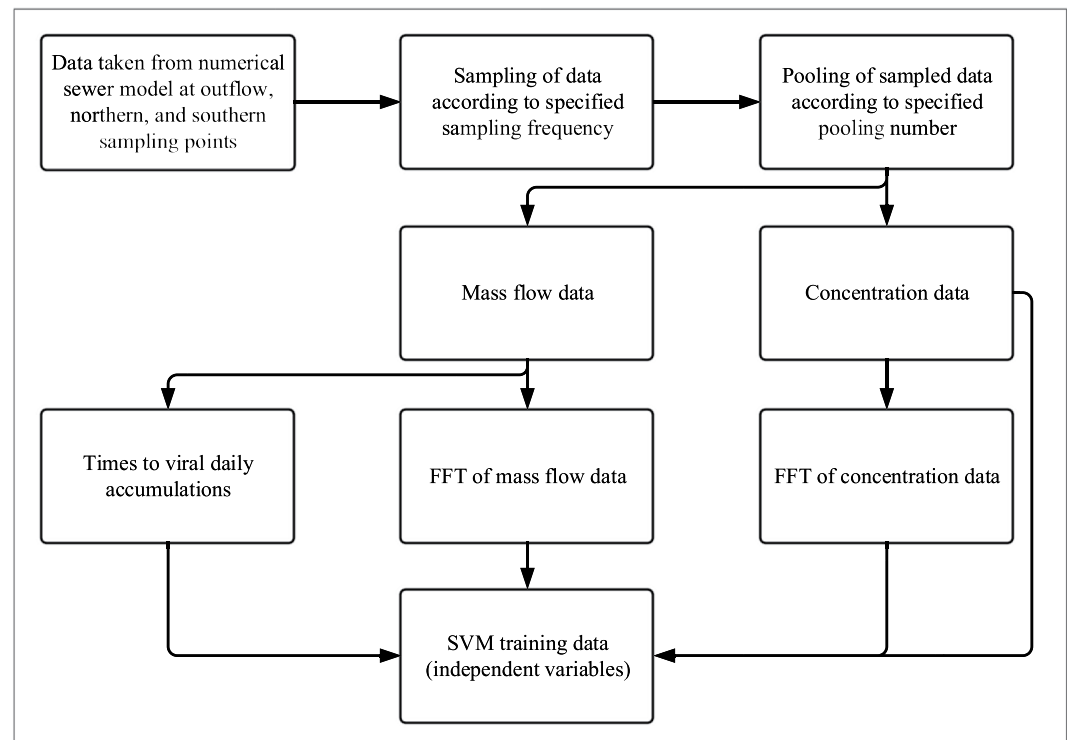 Data taken from numerical
sewer model at outflow,
northern, and southern
sampling points
Sampling of data
according to specified
sampling frequency
Pooling of sampled data
according to specified
pooling number
Mass flow data
Concentration data
Times to viral daily
accumulations
FFT of mass flow data
FFT of concentration data
SVM training data
(independent variables)